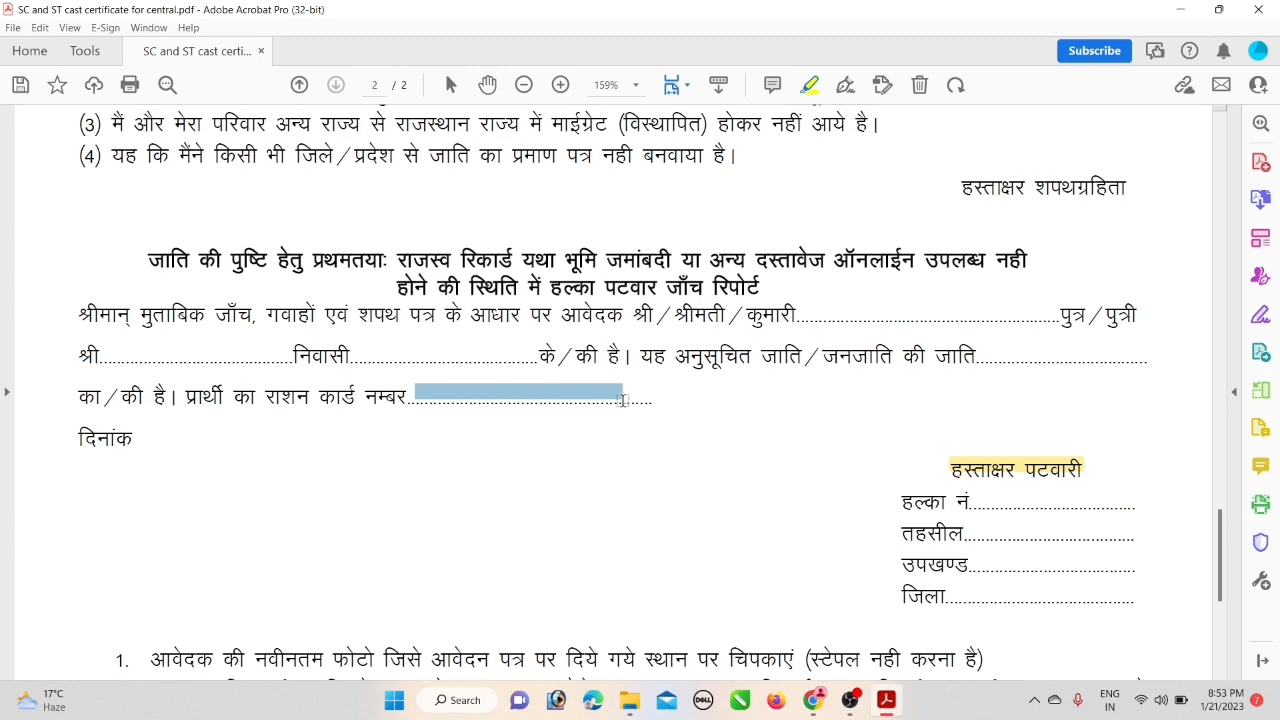 SC and ST cast certificate for central.pdf - Adobe Acrobat Pro (32-bit)
File Edit View E-Sign Window Help
Home Tools SC and ST cast certi... × Subscribe
2 / 2 159%
(3) मैं और मेरा परिवार अन्य राज्य से राजस्थान राज्य में माईग्रेट (विस्थापित) होकर नहीं आये है।
(4) यह कि मैंने किसी भी जिले/प्रदेश से जाति का प्रमाण पत्र नही बनवाया है।
हस्ताक्षर शपथग्रहिता
जाति की पुष्टि हेतु प्रथमतयाः राजस्व रिकार्ड यथा भूमि जमांबदी या अन्य दस्तावेज ऑनलाईन उपलब्ध नही
होने की स्थिति में हल्का पटवार जाँच रिपोर्ट
श्रीमान् मुताबिक जाँच, गवाहों एवं शपथ पत्र के आधार पर आवेदक श्री/श्रीमती/कुमारी................................................पुत्र/पुत्री
श्री...................................निवासी..................................के/की है। यह अनुसूचित जाति/जनजाति की जाति...............................
का/की है। प्रार्थी का राशन कार्ड नम्बर............................................
दिनांक
हस्ताक्षर पटवारी
हल्का नं..............................
तहसील...............................
उपखण्ड..............................
जिला..................................
1. आवेदक की नवीनतम फोटो जिसे आवेदन पत्र पर दिये गये स्थान पर चिपकाएं (स्टेपल नही करना है)
17°C
Haze
Search
DELL
ENG
IN
8:53 PM
1/21/2023
7